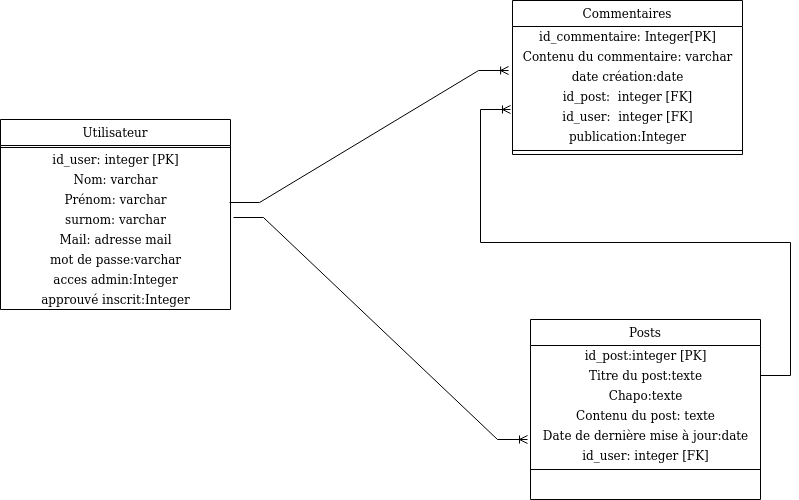 Utilisateur
id_user: integer [PK]
Nom: varchar
Prénom: varchar
surnom: varchar
Mail: adresse mail
mot de passe:varchar
acces admin:Integer
approuvé inscrit:Integer
Commentaires
id_commentaire: Integer[PK]
Contenu du commentaire: varchar
date création:date
id_post: integer [FK]
id_user: integer [FK]
publication:Integer
Posts
id_post:integer [PK]
Titre du post:texte
Chapo:texte
Contenu du post: texte
Date de dernière mise à jour:date
id_user: integer [FK]